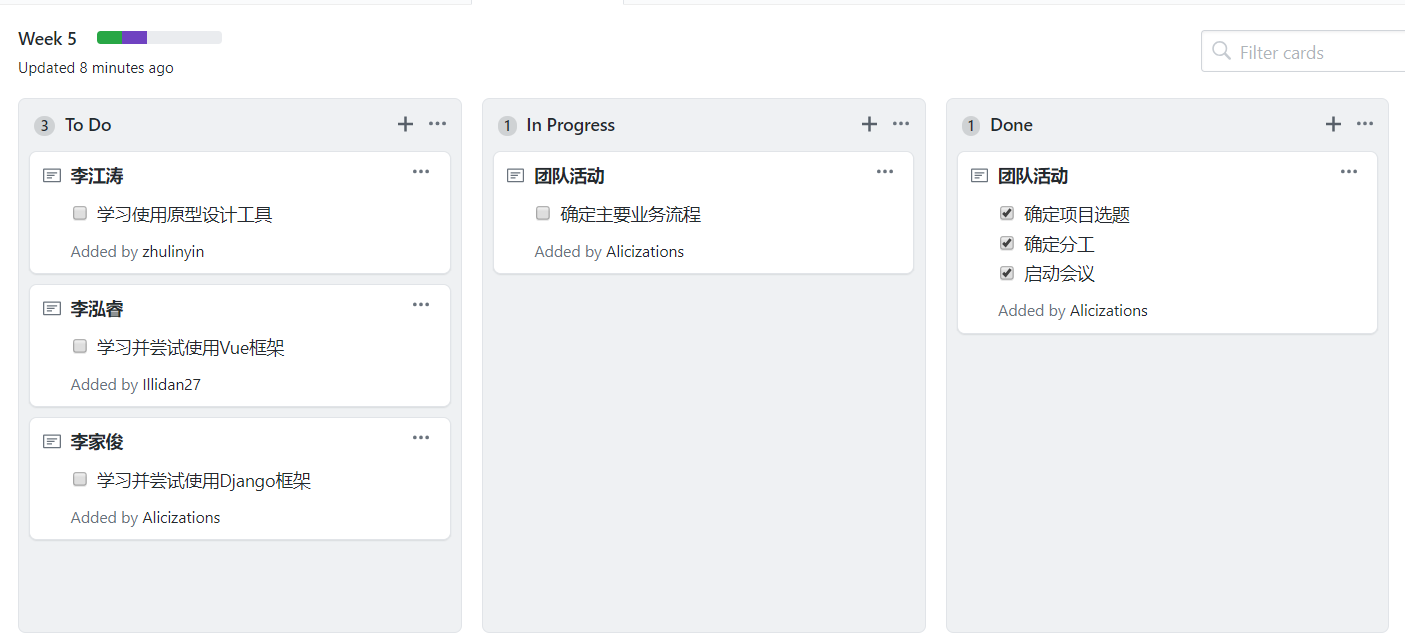 Week 5
Updated 8 minutes ago
Filter cards
3 To Do
李江涛
学习使用原型设计工具
Added by zhulinyin
李泓睿
学习并尝试使用Vue框架
Added by Illidan27
李家俊
学习并尝试使用Django框架
Added by Alicizations
1 In Progress
团队活动
确定主要业务流程
Added by Alicizations
1 Done
团队活动
确定项目选题
确定分工
启动会议
Added by Alicizations